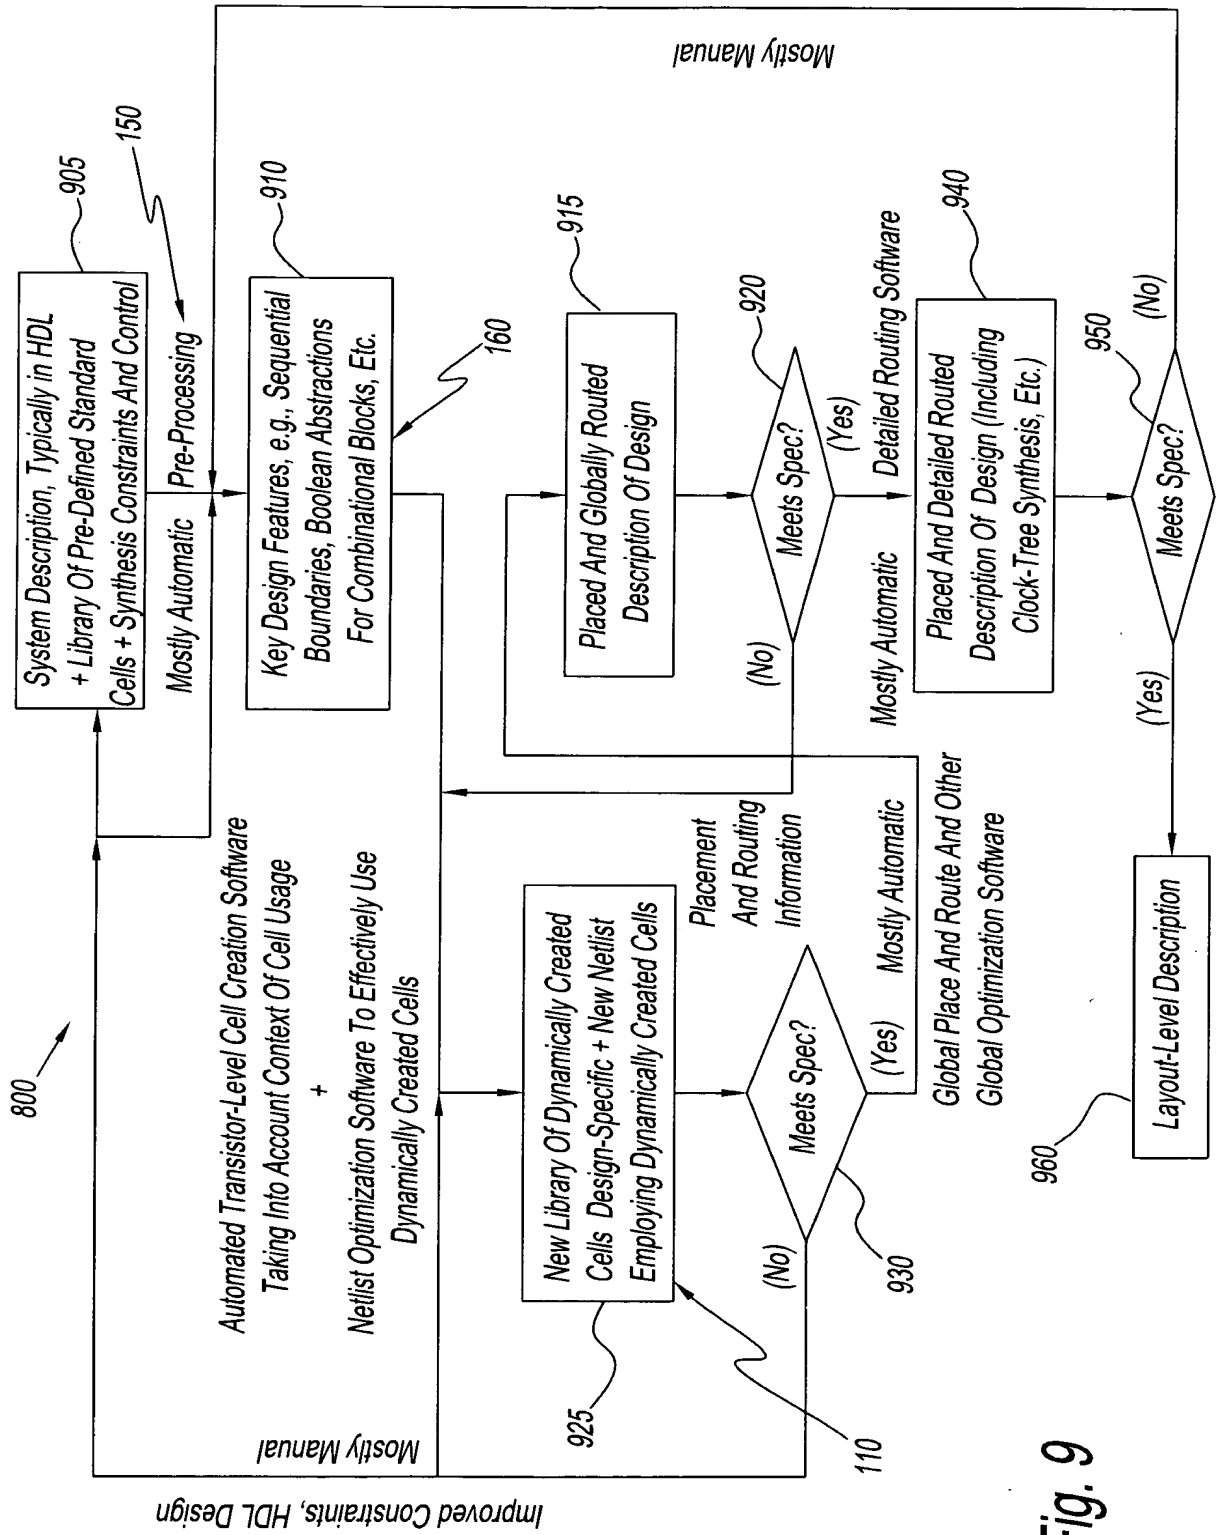 800
System Description, Typically in HDL
+ Library Of Pre-Defined Standard
Cells + Synthesis Constraints And Control
905
Mostly Automatic
Pre-Processing
150
Key Design Features, e.g., Sequential
Boundaries, Boolean Abstractions
For Combinational Blocks, Etc.
910
160
Automated Transistor-Level Cell Creation Software
Taking Into Account Context Of Cell Usage
+
Netlist Optimization Software To Effectively Use
Dynamically Created Cells
Mostly Manual
Improved Constraints, HDL Design
New Library Of Dynamically Created
Cells Design-Specific + New Netlist
Employing Dynamically Created Cells
925
110
Meets Spec?
930
(No)
(Yes)
Mostly Automatic
Global Place And Route And Other
Global Optimization Software
Placement
And Routing
Information
Placed And Globally Routed
Description Of Design
915
Meets Spec?
920
(No)
(Yes)
Mostly Automatic
Detailed Routing Software
Placed And Detailed Routed
Description Of Design (Including
Clock-Tree Synthesis, Etc.)
940
Meets Spec?
950
(No)
Mostly Manual
(Yes)
Layout-Level Description
960
Fig. 9